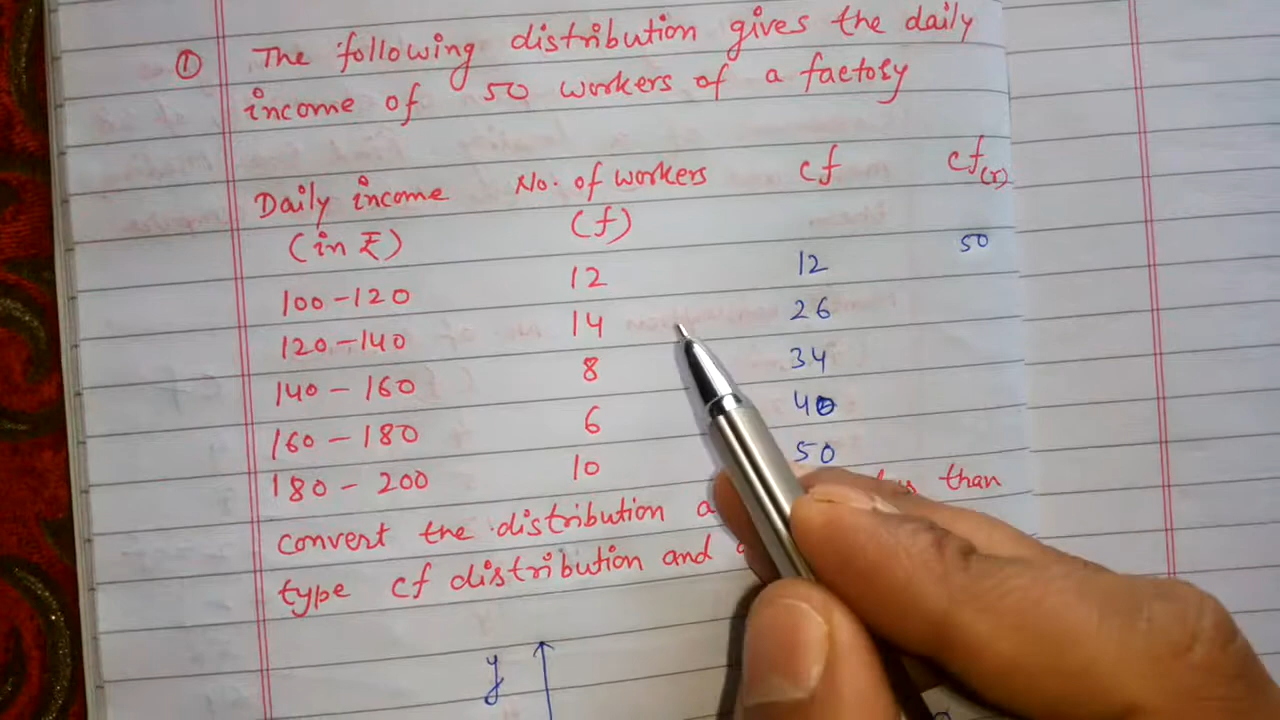 ① The following distribution gives the daily
income of 50 workers of a factory
Daily income No. of workers cf cf(r)
(in ₹) (f)
100-120 12 12 50
120-140 14 26
140-160 8 34
160-180 6 40
180-200 10 50
convert the distribution a than
type cf distribution and
y